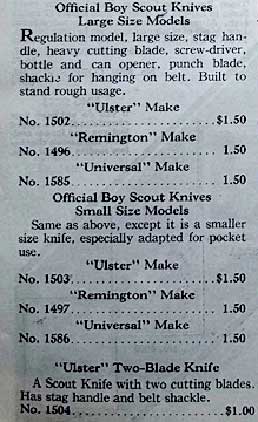 Official Boy Scout Knives
Large Size Models
Regulation model, large size, stag han-
dle, heavy cutting blade, screw-driver,
bottle and can opener, punch blade,
shackle for hanging on belt. Built to
stand rough usage.
"Ulster" Make
No. 1502........................$1.50
"Remington" Make
No. 1496........................ 1.50
"Universal" Make
No. 1585........................ 1.50
Official Boy Scout Knives
Small Size Models
Same as above, except it is a smaller
size knife, especially adapted for pocket
use.
"Ulster" Make
No. 1503........................$1.50
"Remington" Make
No. 1497........................ 1.50
"Universal" Make
No. 1586........................ 1.50
"Ulster" Two-Blade Knife
A Scout Knife with two cutting blades.
Has stag handle and belt shackle.
No. 1504........................$1.00